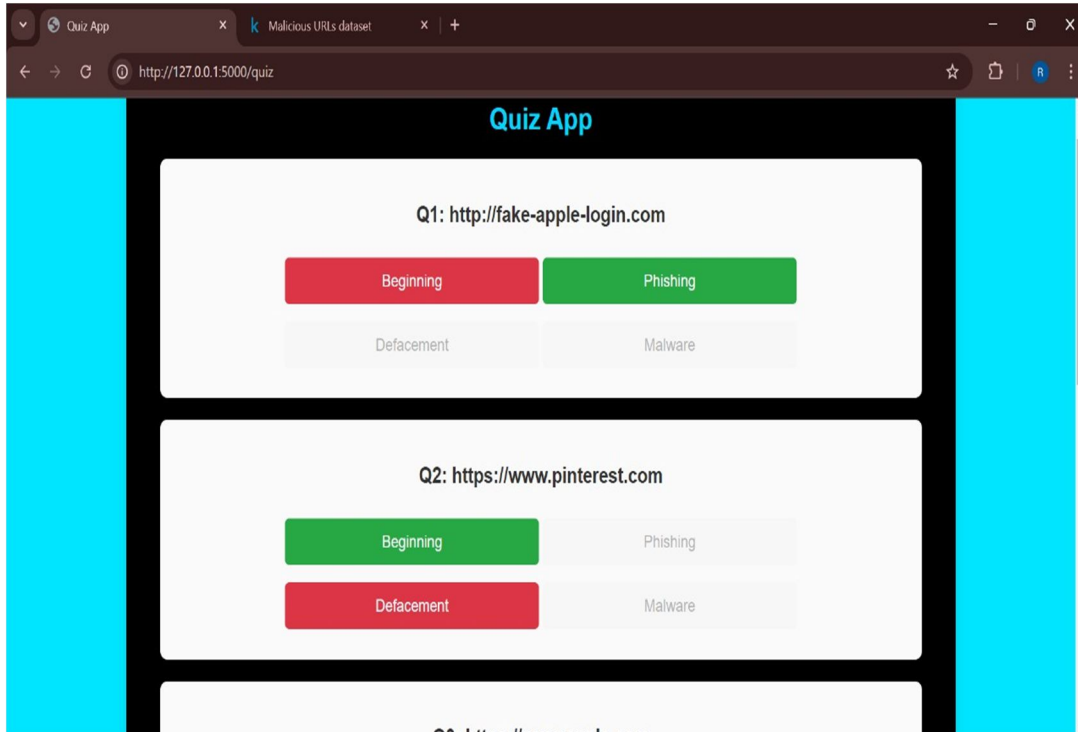 Quiz App
Malicious URLs dataset
http://127.0.0.1:5000/quiz
R
Quiz App
Q1: http://fake-apple-login.com
Beginning Phishing
Defacement Malware
Q2: https://www.pinterest.com
Beginning Phishing
Defacement Malware